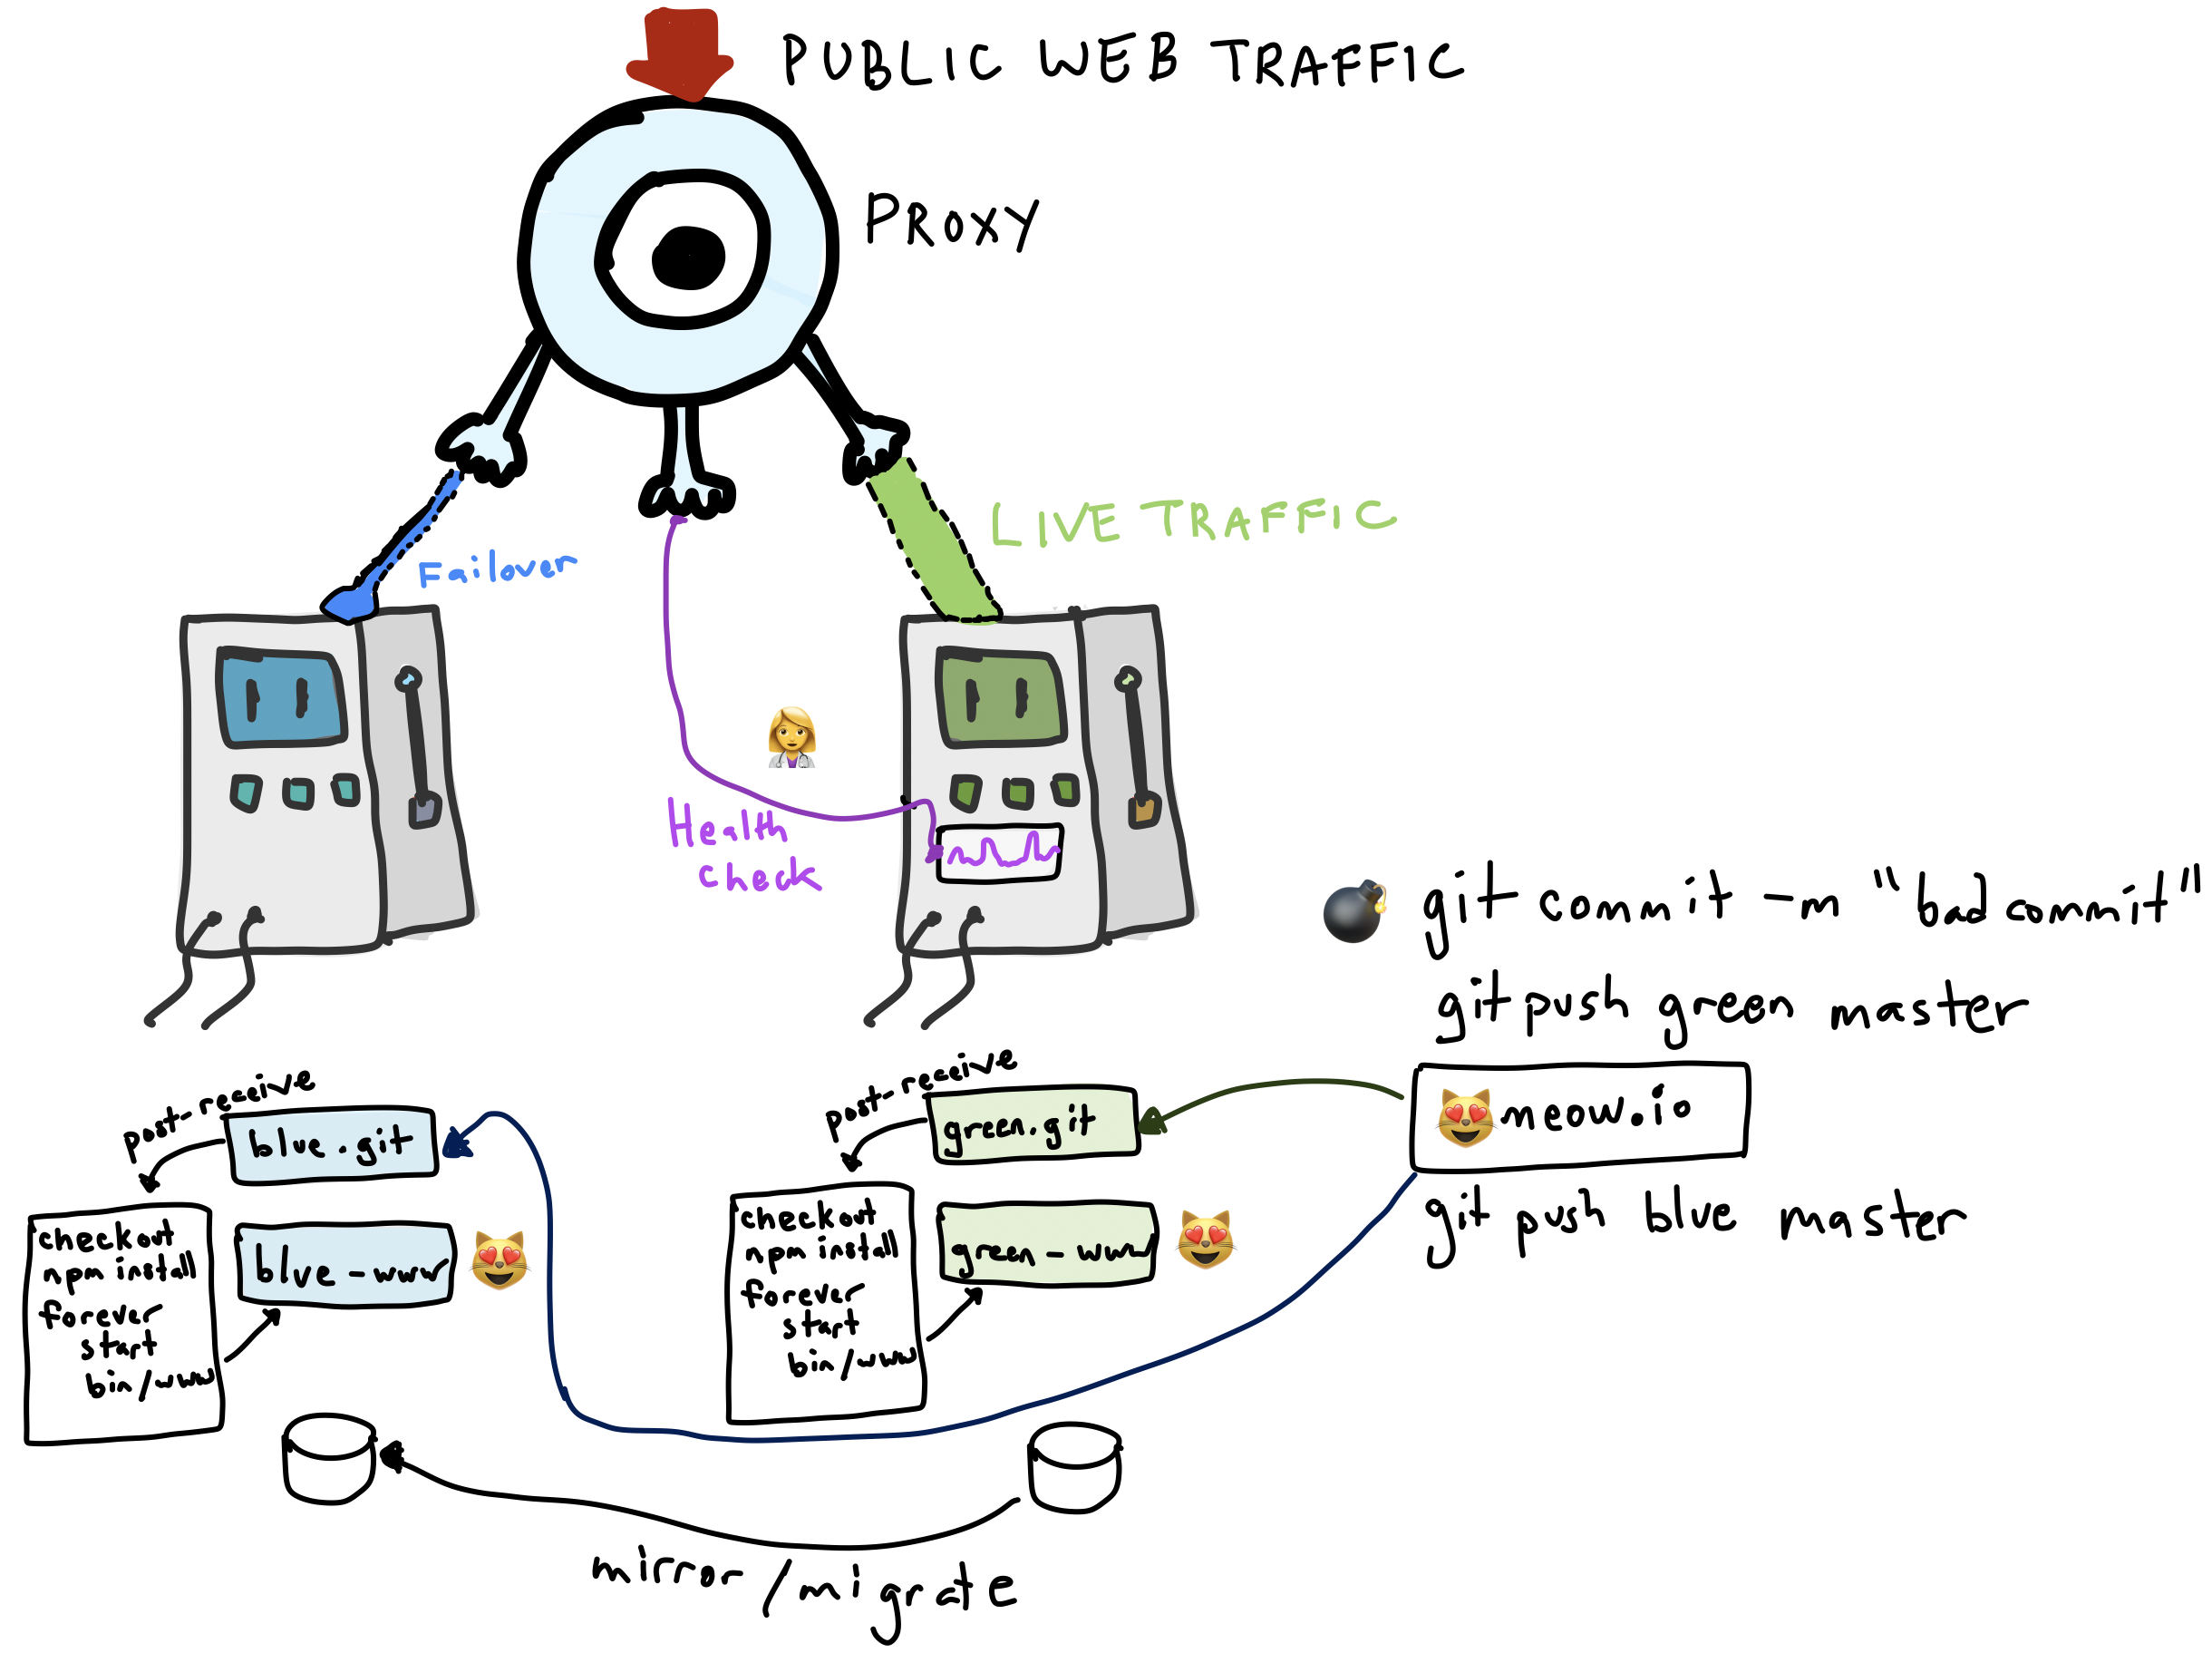 PUBLIC WEB TRAFFIC
PROXY
LIVE TRAFFIC
Failover
Health
check
git commit -m "bad commit"
git push green master
post-receive
blue.git
post-receive
green.git
meow.io
git push blue master
checkout
npm install
forever
start
bin/www
blue-www
checkout
npm install
forever
start
bin/www
green-www
mirror/migrate